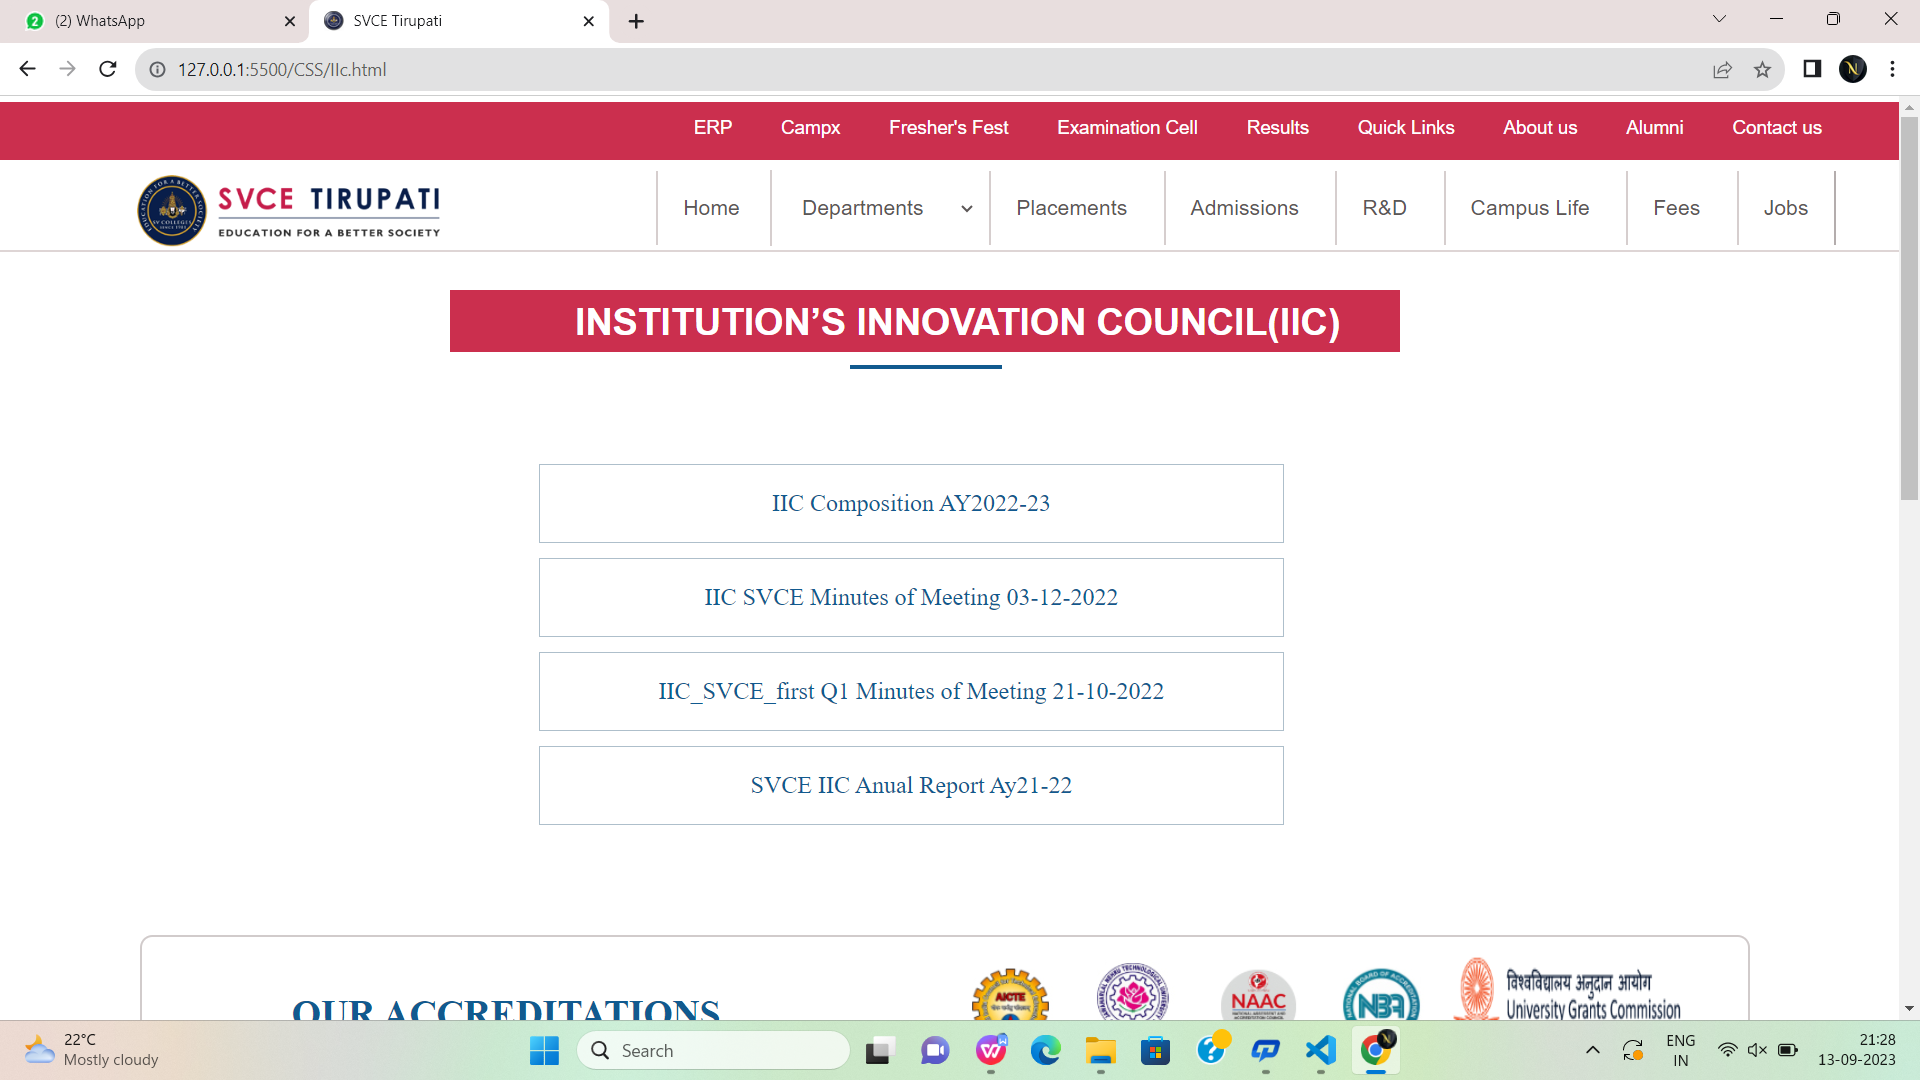 (2) WhatsApp
SVCE Tirupati
127.0.0.1:5500/CSS/IIc.html
ERP Campx Fresher's Fest Examination Cell Results Quick Links About us Alumni Contact us
SVCE TIRUPATI
EDUCATION FOR A BETTER SOCIETY
Home Departments Placements Admissions R&D Campus Life Fees Jobs
INSTITUTION’S INNOVATION COUNCIL(IIC)
IIC Composition AY2022-23
IIC SVCE Minutes of Meeting 03-12-2022
IIC_SVCE_first Q1 Minutes of Meeting 21-10-2022
SVCE IIC Anual Report Ay21-22
OUR ACCREDITATIONS
AICTE
NAAC
NBA
विश्वविद्यालय अनुदान आयोग
University Grants Commission
22°C
Mostly cloudy
Search
ENG
IN
21:28
13-09-2023